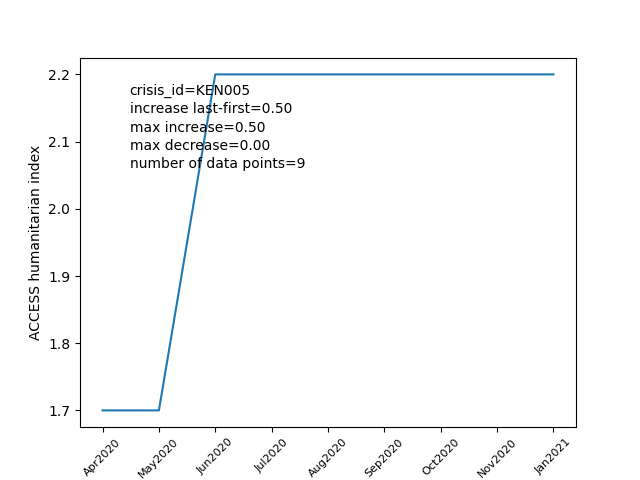 2.2
2.1
2.0
1.9
1.8
1.7
ACCESS humanitarian index
crisis_id=KEN005
increase last-first=0.50
max increase=0.50
max decrease=0.00
number of data points=9
Apr2020
May2020
Jun2020
Jul2020
Aug2020
Sep2020
Oct2020
Nov2020
Jan2021